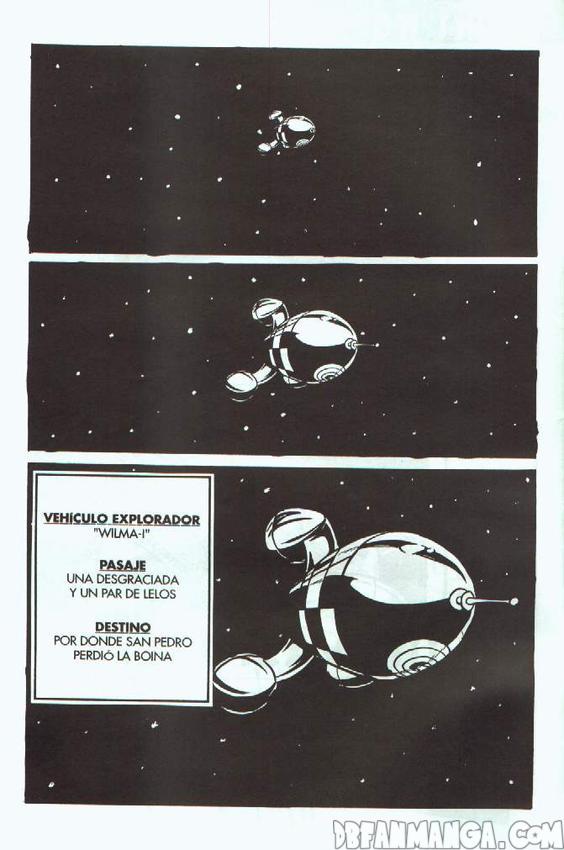 VEHÍCULO EXPLORADOR
"WILMA-I"
PASAJE
UNA DESGRACIADA
Y UN PAR DE LELOS
DESTINO
POR DONDE SAN PEDRO
PERDIÓ LA BOINA
DBFANMANGA.COM